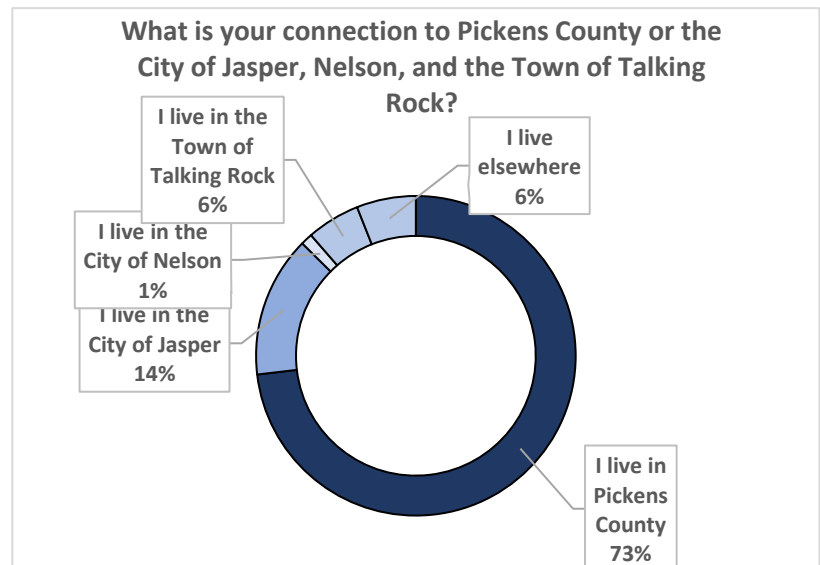 What is your connection to Pickens County or the
City of Jasper, Nelson, and the Town of Talking
Rock?
I live in the
Town of
Talking Rock
6%
I live
elsewhere
6%
I live in the
City of Nelson
1%
I live in the
City of Jasper
14%
I live in
Pickens
County
73%